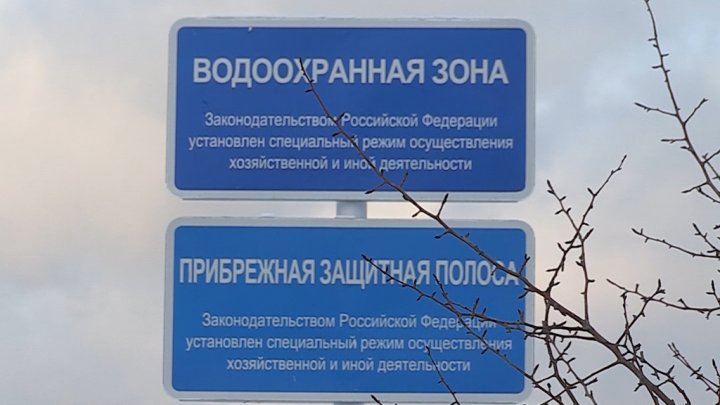 ВОДООХРАННАЯ ЗОНА
Законодательством Российской Федерации
установлен специальный режим осуществления
хозяйственной и иной деятельности
ПРИБРЕЖНАЯ ЗАЩИТНАЯ ПОЛОСА
Законодательством Российской Федерации
установлен специальный режим осуществления
хозяйственной и иной деятельности